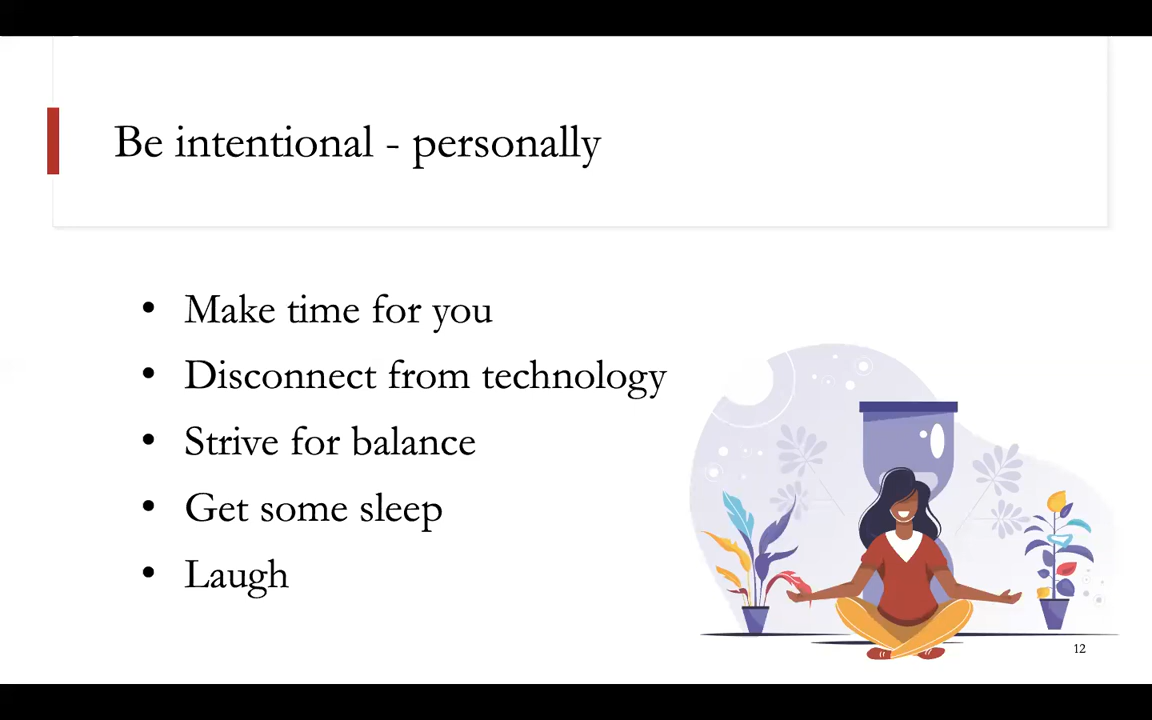 Be intentional - personally
• Make time for you
• Disconnect from technology
• Strive for balance
• Get some sleep
• Laugh
12